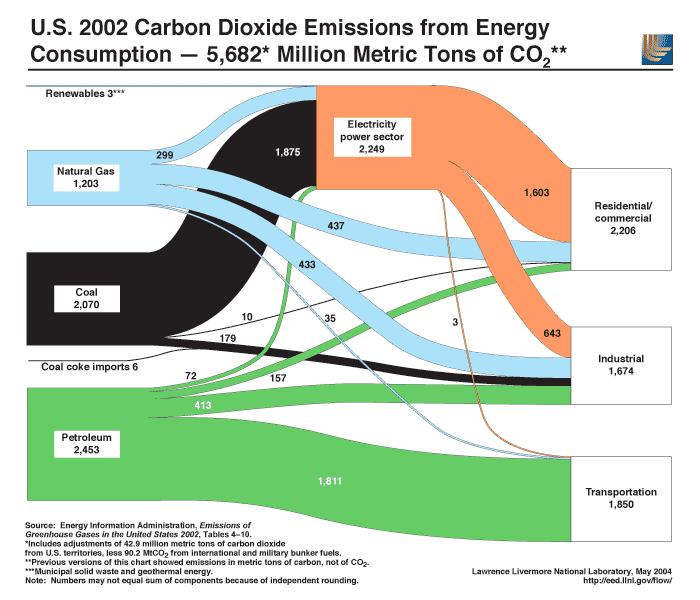 U.S. 2002 Carbon Dioxide Emissions from Energy
Consumption — 5,682* Million Metric Tons of CO2**
Renewables 3***
Natural Gas
1,203
299
Coal
2,070
1,875
Electricity
power sector
2,249
1,603
Residential/
commercial
2,206
437
433
10
35
3
643
179
Coal coke imports 6
72
157
Industrial
1,674
413
Petroleum
2,453
1,811
Transportation
1,850
Source: Energy Information Administration, Emissions of
Greenhouse Gases in the United States 2002, Tables 4–10.
*Includes adjustments of 42.9 million metric tons of carbon dioxide
from U.S. territories, less 90.2 MtCO2 from international and military bunker fuels.
**Previous versions of this chart showed emissions in metric tons of carbon, not of CO2.
***Municipal solid waste and geothermal energy.
Note: Numbers may not equal sum of components because of independent rounding.
Lawrence Livermore National Laboratory, May 2004
http://eed.llnl.gov/flow/